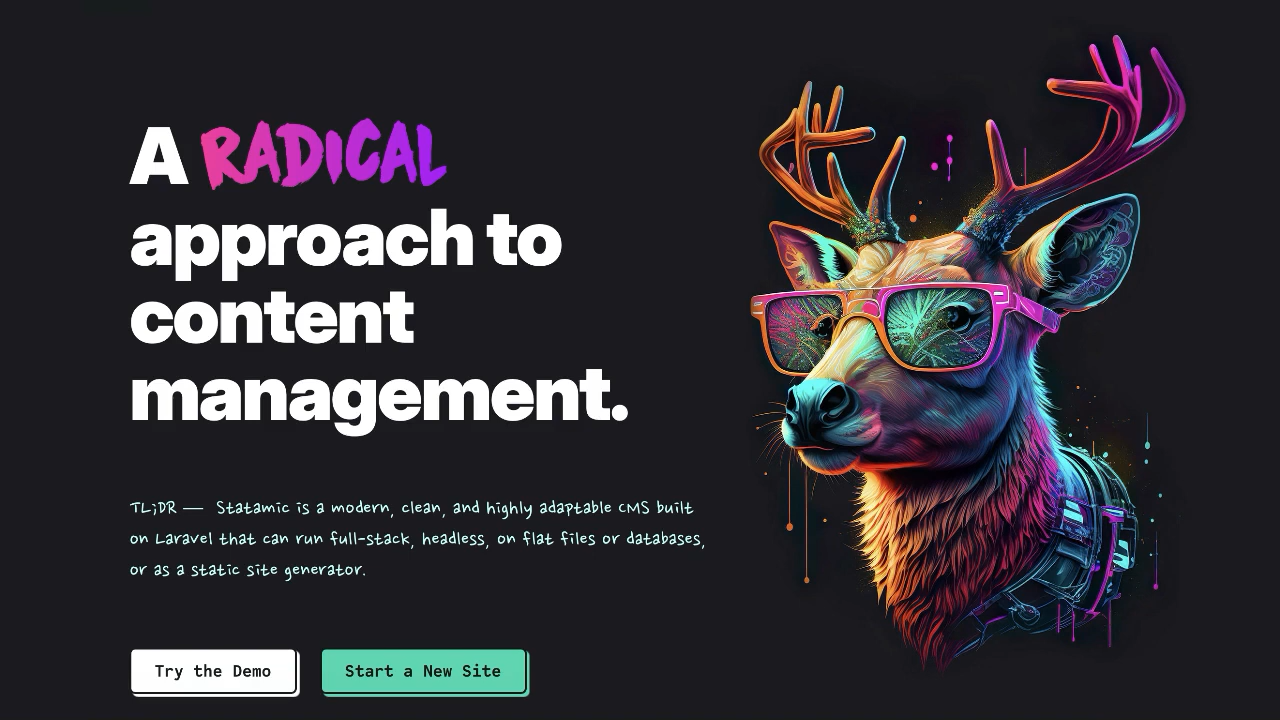 A RADICAL
approach to
content
management.
TL;DR — Statamic is a modern, clean, and highly adaptable CMS built
on Laravel that can run full-stack, headless, on flat files or databases,
or as a static site generator.
Try the Demo
Start a New Site